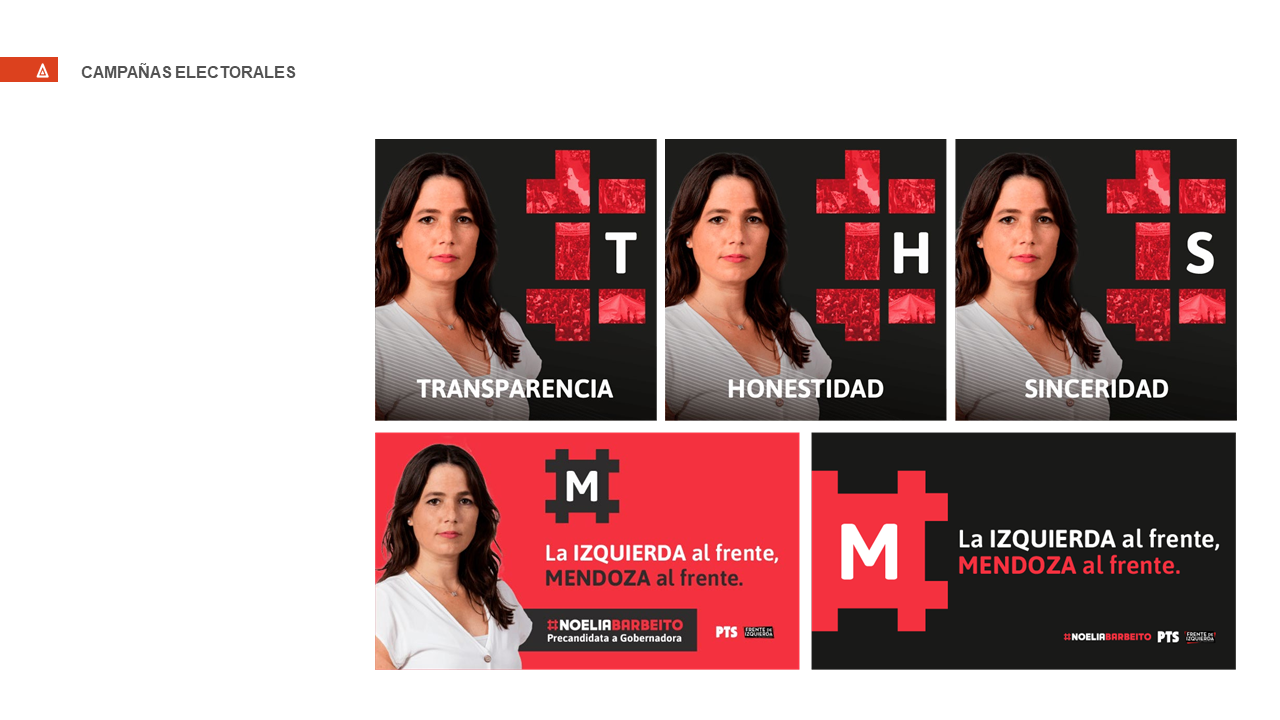 CAMPAÑAS ELECTORALES
T
TRANSPARENCIA
H
HONESTIDAD
S
SINCERIDAD
M
La IZQUIERDA al frente,
MENDOZA al frente.
#NOELIABARBEITO
Precandidata a Gobernadora
PTS
FRENTE DE
IZQUIERDA
M
La IZQUIERDA al frente,
MENDOZA al frente.
#NOELIABARBEITO
PTS
FRENTE DE
IZQUIERDA